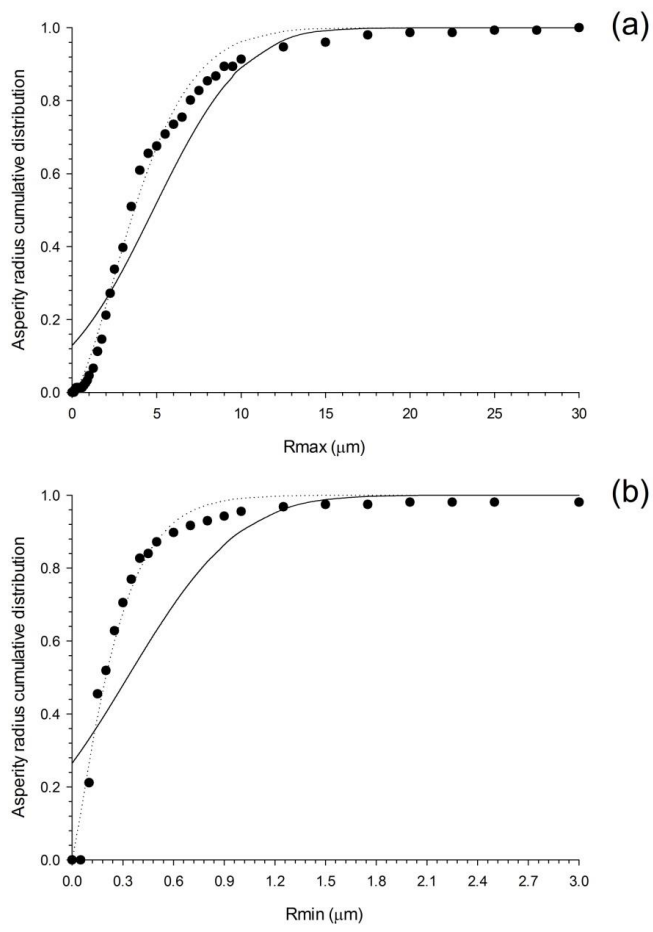 (a)
Asperity radius cumulative distribution
1.0
0.8
0.6
0.4
0.2
0.0
0 5 10 15 20 25 30
Rmax (μm)
(b)
Asperity radius cumulative distribution
1.0
0.8
0.6
0.4
0.2
0.0
0.0 0.3 0.6 0.9 1.2 1.5 1.8 2.1 2.4 2.7 3.0
Rmin (μm)